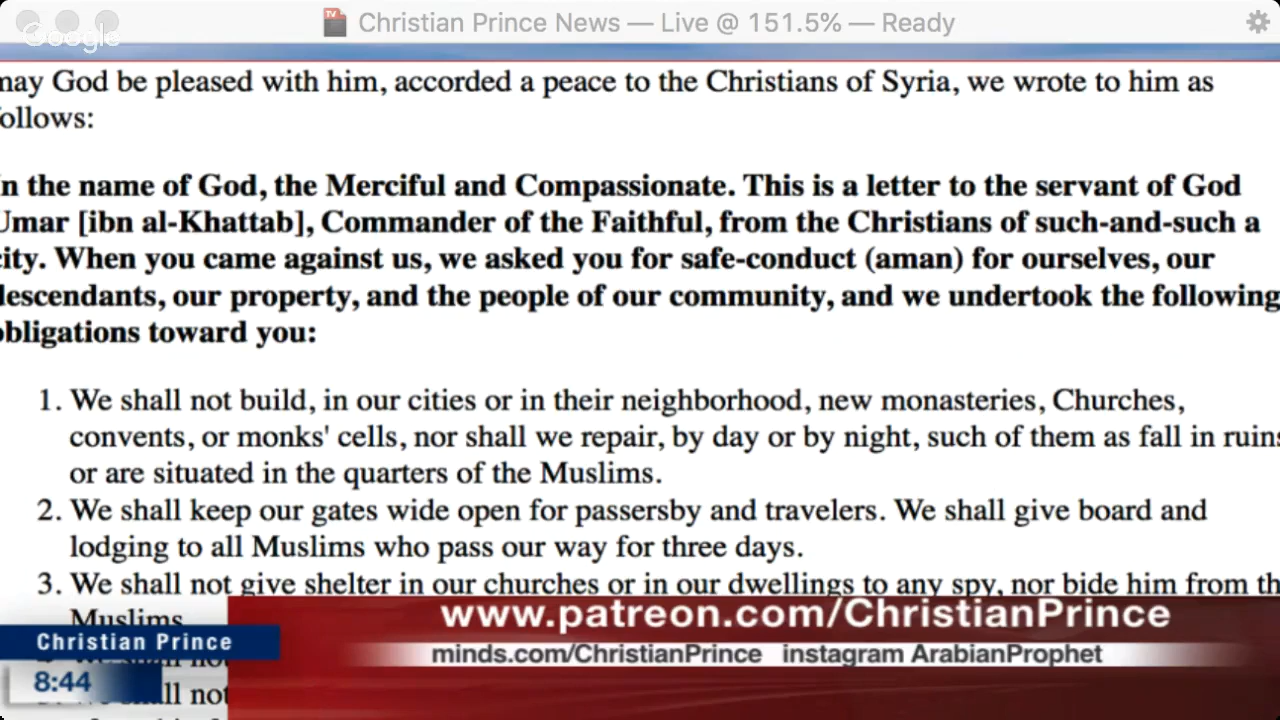 Christian Prince News — Live @ 151.5% — Ready
Google
may God be pleased with him, accorded a peace to the Christians of Syria, we wrote to him as
follows:
In the name of God, the Merciful and Compassionate. This is a letter to the servant of God
Umar [ibn al-Khattab], Commander of the Faithful, from the Christians of such-and-such a
city. When you came against us, we asked you for safe-conduct (aman) for ourselves, our
descendants, our property, and the people of our community, and we undertook the following
obligations toward you:
1. We shall not build, in our cities or in their neighborhood, new monasteries, Churches,
convents, or monks' cells, nor shall we repair, by day or by night, such of them as fall in ruins
or are situated in the quarters of the Muslims.
2. We shall keep our gates wide open for passersby and travelers. We shall give board and
lodging to all Muslims who pass our way for three days.
3. We shall not give shelter in our churches or in our dwellings to any spy, nor bide him from th
Muslims.
www.patreon.com/ChristianPrince
Christian Prince
minds.com/ChristianPrince instagram ArabianProphet
8:44